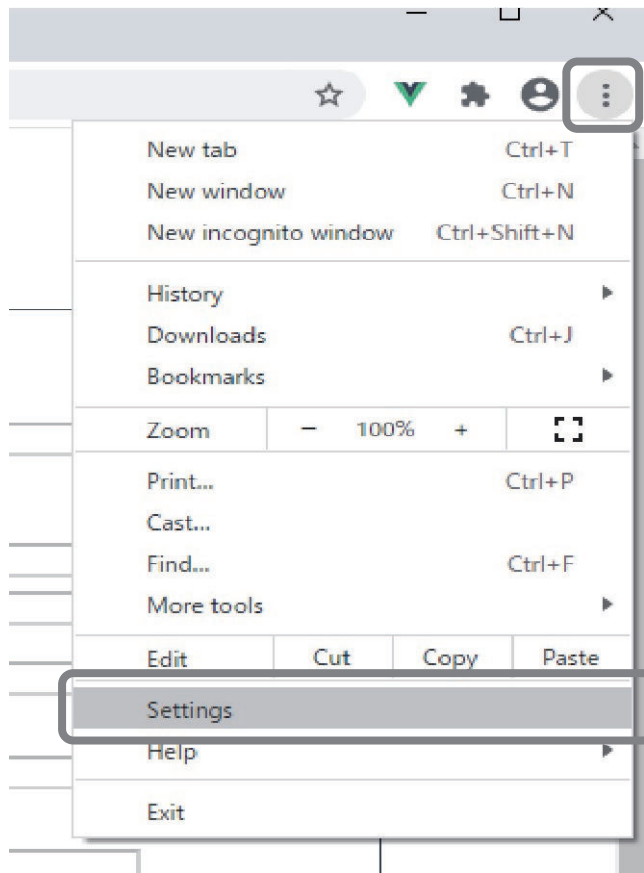 New tab Ctrl+T
New window Ctrl+N
New incognito window Ctrl+Shift+N
History
Downloads Ctrl+J
Bookmarks
Zoom − 100% +
Print... Ctrl+P
Cast...
Find... Ctrl+F
More tools
Edit Cut Copy Paste
Settings
Help
Exit